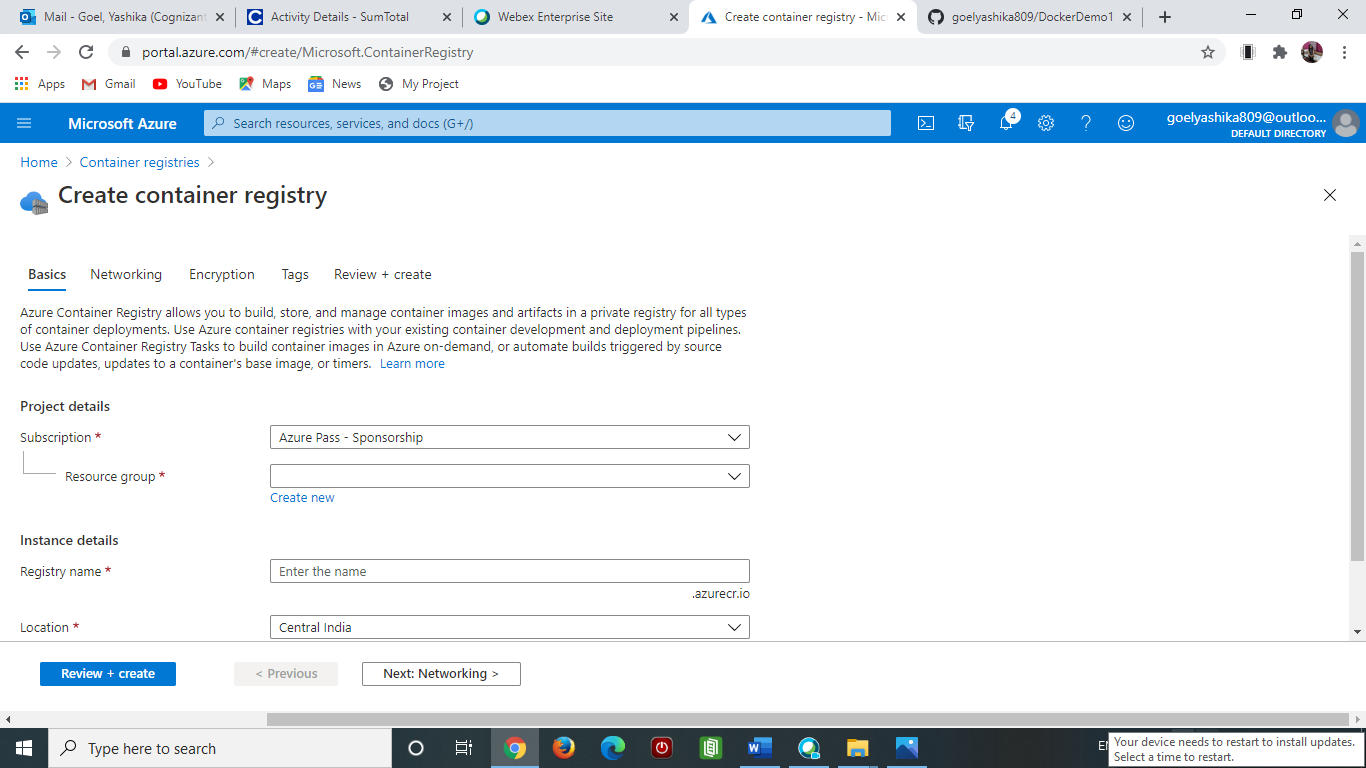 Mail - Goel, Yashika (Cognizant
Activity Details - SumTotal
Webex Enterprise Site
Create container registry - Mic
goelyashika809/DockerDemo1
portal.azure.com/#create/Microsoft.ContainerRegistry
Apps
Gmail
YouTube
Maps
News
My Project
Microsoft Azure
Search resources, services, and docs (G+/)
4
goelyashika809@outloo...
DEFAULT DIRECTORY
Home > Container registries >
Create container registry
Basics
Networking
Encryption
Tags
Review + create
Azure Container Registry allows you to build, store, and manage container images and artifacts in a private registry for all types
of container deployments. Use Azure container registries with your existing container development and deployment pipelines.
Use Azure Container Registry Tasks to build container images in Azure on-demand, or automate builds triggered by source
code updates, updates to a container's base image, or timers. Learn more
Project details
Subscription *
Azure Pass - Sponsorship
Resource group *
Create new
Instance details
Registry name *
Enter the name
.azurecr.io
Location *
Central India
Review + create
< Previous
Next: Networking >
Type here to search
Your device needs to restart to install updates.
Select a time to restart.